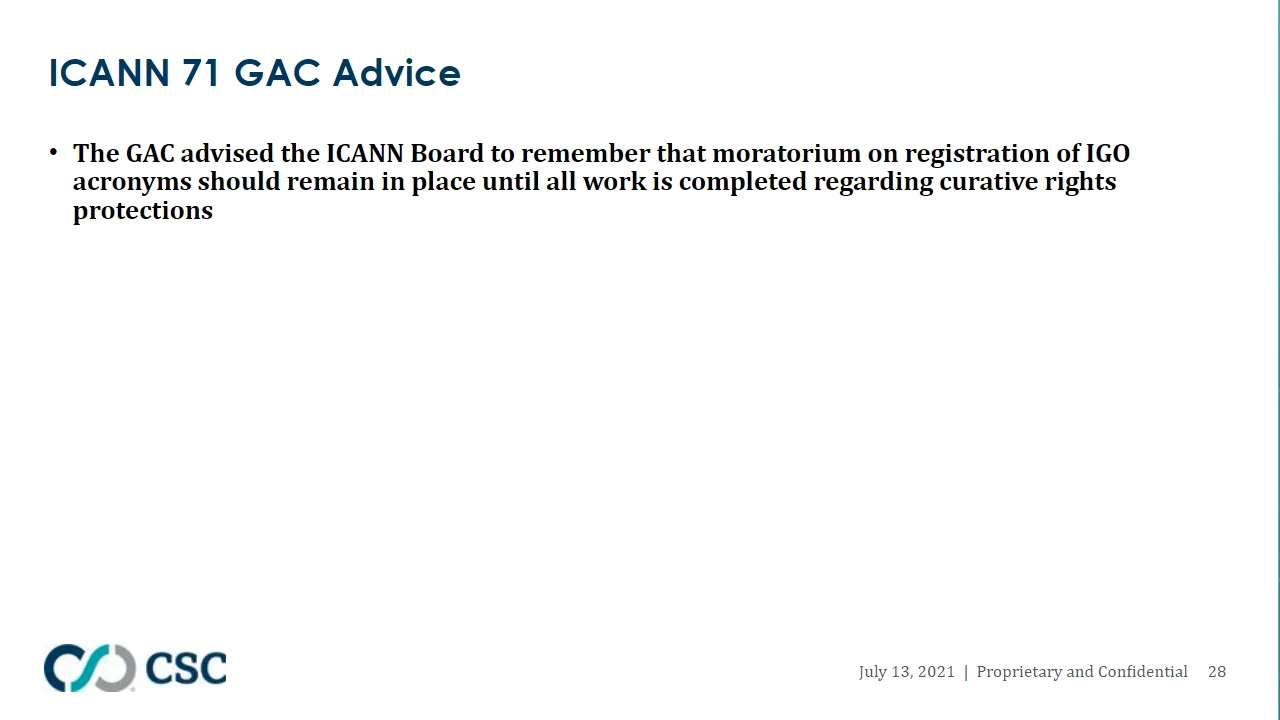 ICANN 71 GAC Advice
• The GAC advised the ICANN Board to remember that moratorium on registration of IGO
acronyms should remain in place until all work is completed regarding curative rights
protections
CSC
July 13, 2021 | Proprietary and Confidential 28